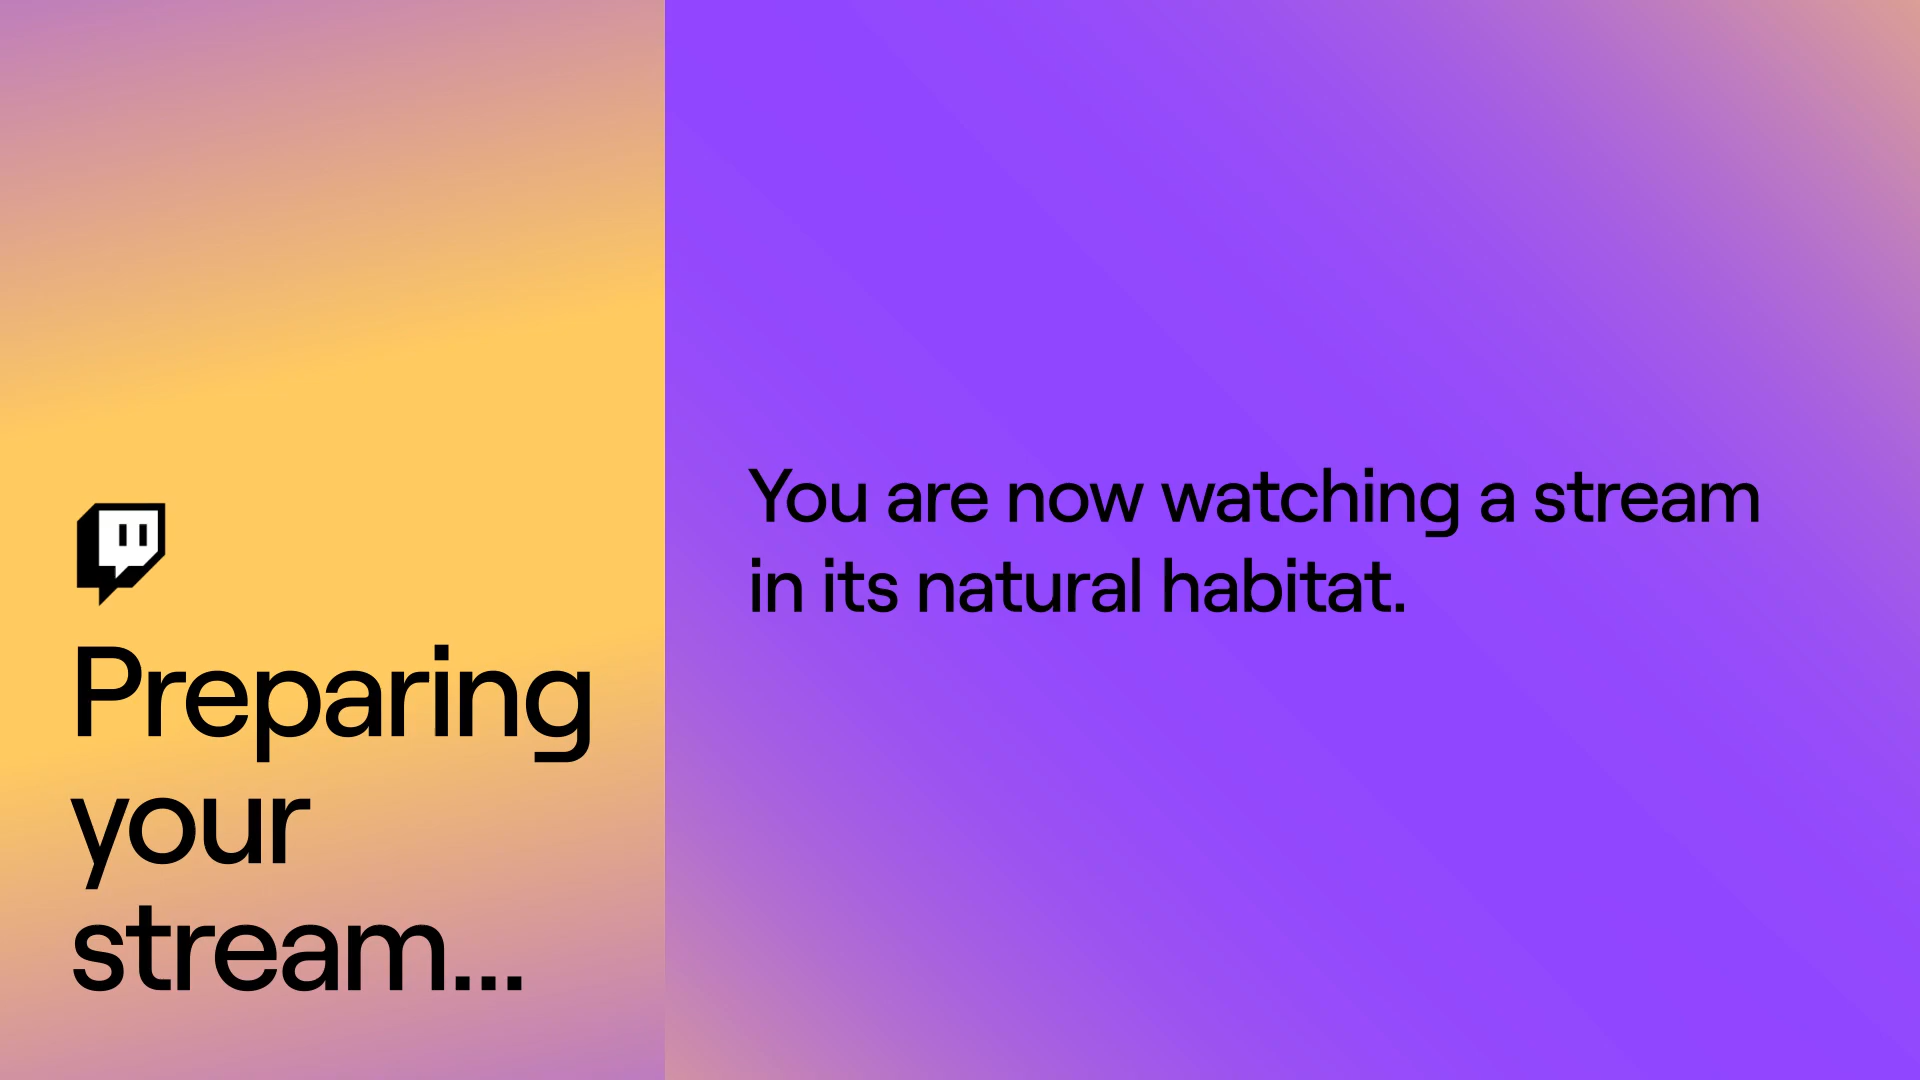 Preparing
your
stream...
You are now watching a stream
in its natural habitat.